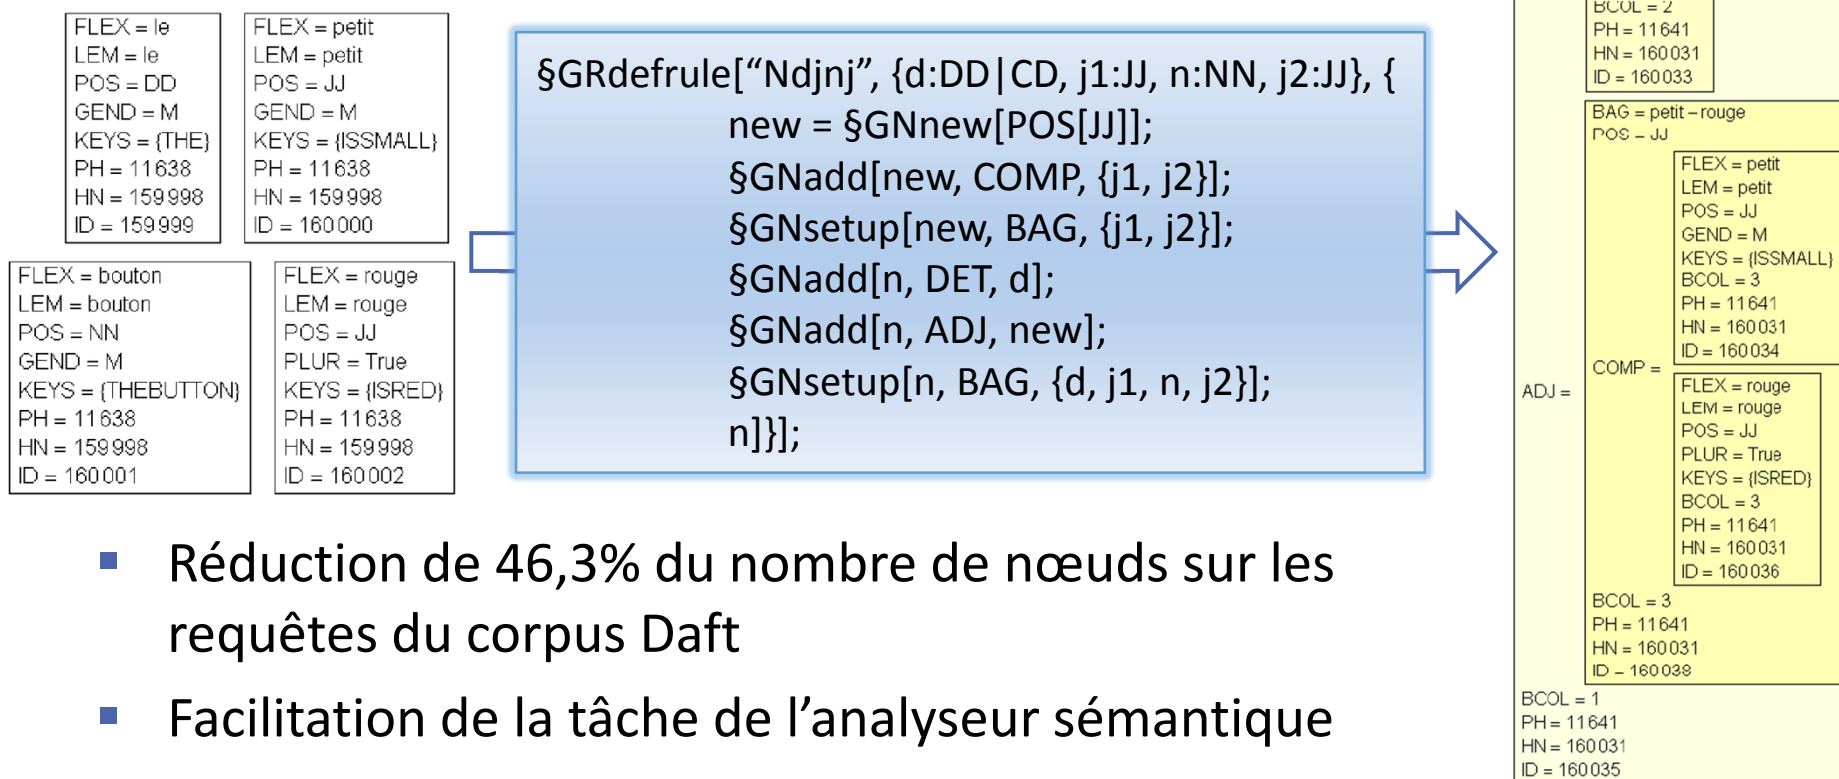 FLEX = le
LEM = le
POS = DD
GEND = M
KEYS = {THE}
PH = 11638
HN = 159998
ID = 159999
FLEX = petit
LEM = petit
POS = JJ
GEND = M
KEYS = {ISSMALL}
PH = 11638
HN = 159998
ID = 160000
FLEX = bouton
LEM = bouton
POS = NN
GEND = M
KEYS = {THEBUTTON}
PH = 11638
HN = 159998
ID = 160001
FLEX = rouge
LEM = rouge
POS = JJ
PLUR = True
KEYS = {ISRED}
PH = 11638
HN = 159998
ID = 160002
§GRdefrule[“Ndjnj”, {d:DD|CD, j1:JJ, n:NN, j2:JJ}, {
new = §GNnew[POS[JJ]];
§GNadd[new, COMP, {j1, j2}];
§GNsetup[new, BAG, {j1, j2}];
§GNadd[n, DET, d];
§GNadd[n, ADJ, new];
§GNsetup[n, BAG, {d, j1, n, j2}];
n]}];
BCOL = 2
PH = 11641
HN = 160031
ID = 160033
ADJ =
BAG = petit – rouge
POS = JJ
COMP =
FLEX = petit
LEM = petit
POS = JJ
GEND = M
KEYS = {ISSMALL}
BCOL = 3
PH = 11641
HN = 160031
ID = 160034
FLEX = rouge
LEM = rouge
POS = JJ
PLUR = True
KEYS = {ISRED}
BCOL = 3
PH = 11641
HN = 160031
ID = 160036
BCOL = 3
PH = 11641
HN = 160031
ID = 160038
BCOL = 1
PH = 11641
HN = 160031
ID = 160035
▪ Réduction de 46,3% du nombre de nœuds sur les
requêtes du corpus Daft
▪ Facilitation de la tâche de l’analyseur sémantique